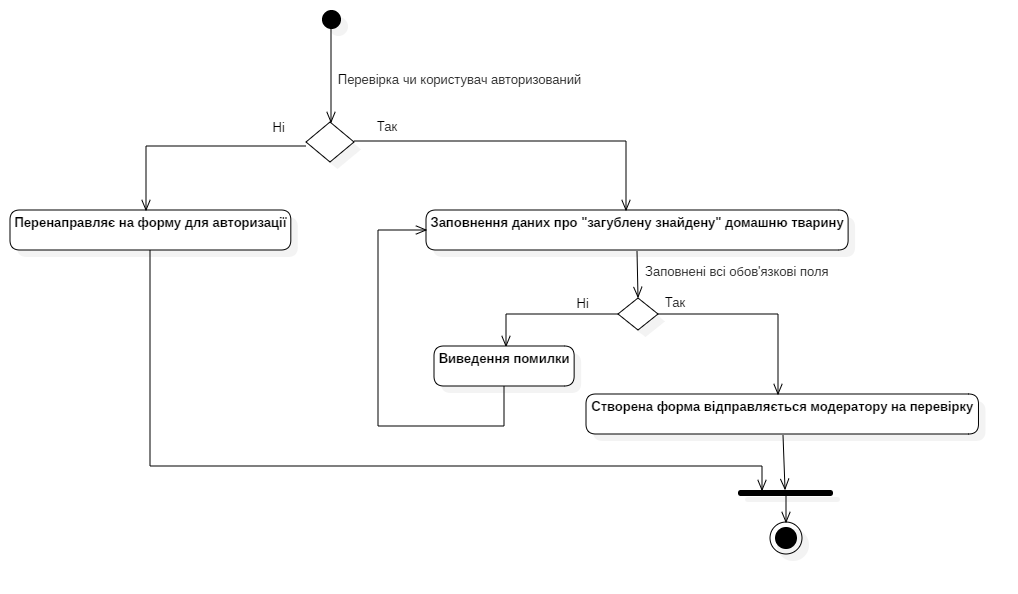 Перевірка чи користувач авторизований
Ні
Так
Перенаправляє на форму для авторизації
Заповнення даних про "загублену знайдену" домашню тварину
Заповнені всі обов'язкові поля
Ні
Так
Виведення помилки
Створена форма відправляється модератору на перевірку